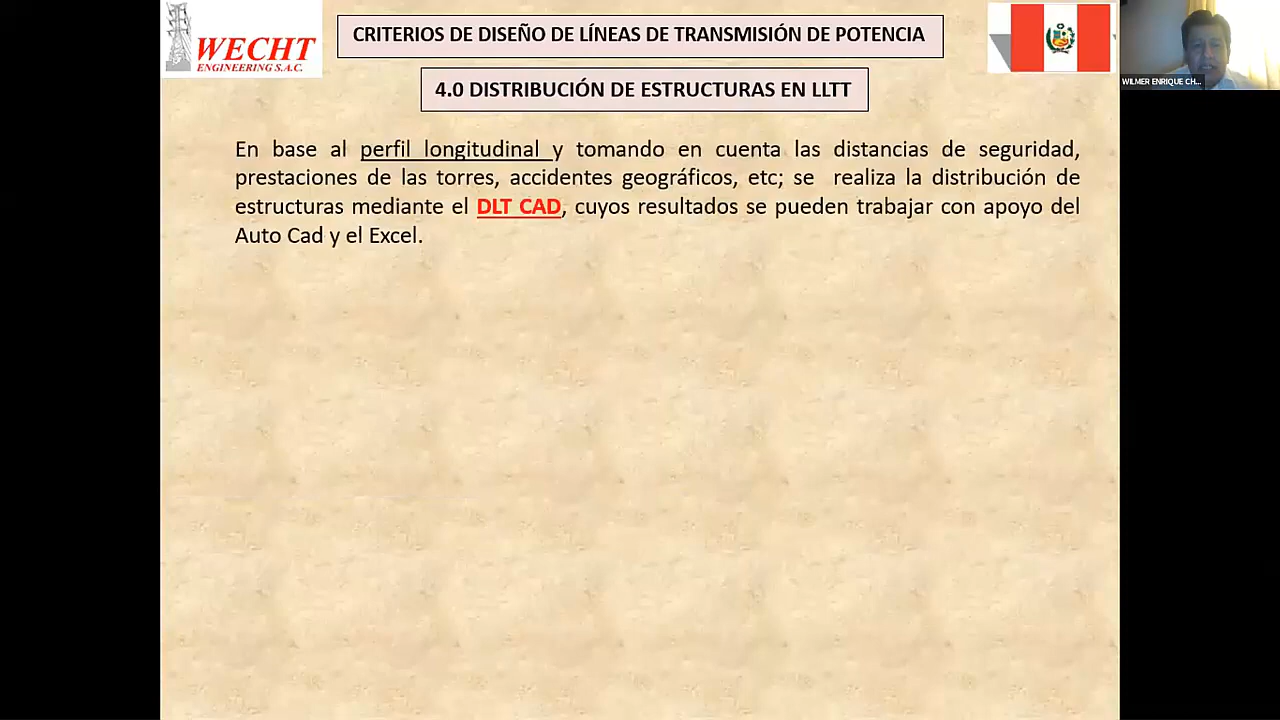 WECHT
ENGINEERING S.A.C.
CRITERIOS DE DISEÑO DE LÍNEAS DE TRANSMISIÓN DE POTENCIA
4.0 DISTRIBUCIÓN DE ESTRUCTURAS EN LLTT
WILMER ENRIQUE CH...
En base al perfil longitudinal y tomando en cuenta las distancias de seguridad,
prestaciones de las torres, accidentes geográficos, etc; se realiza la distribución de
estructuras mediante el DLT CAD, cuyos resultados se pueden trabajar con apoyo del
Auto Cad y el Excel.